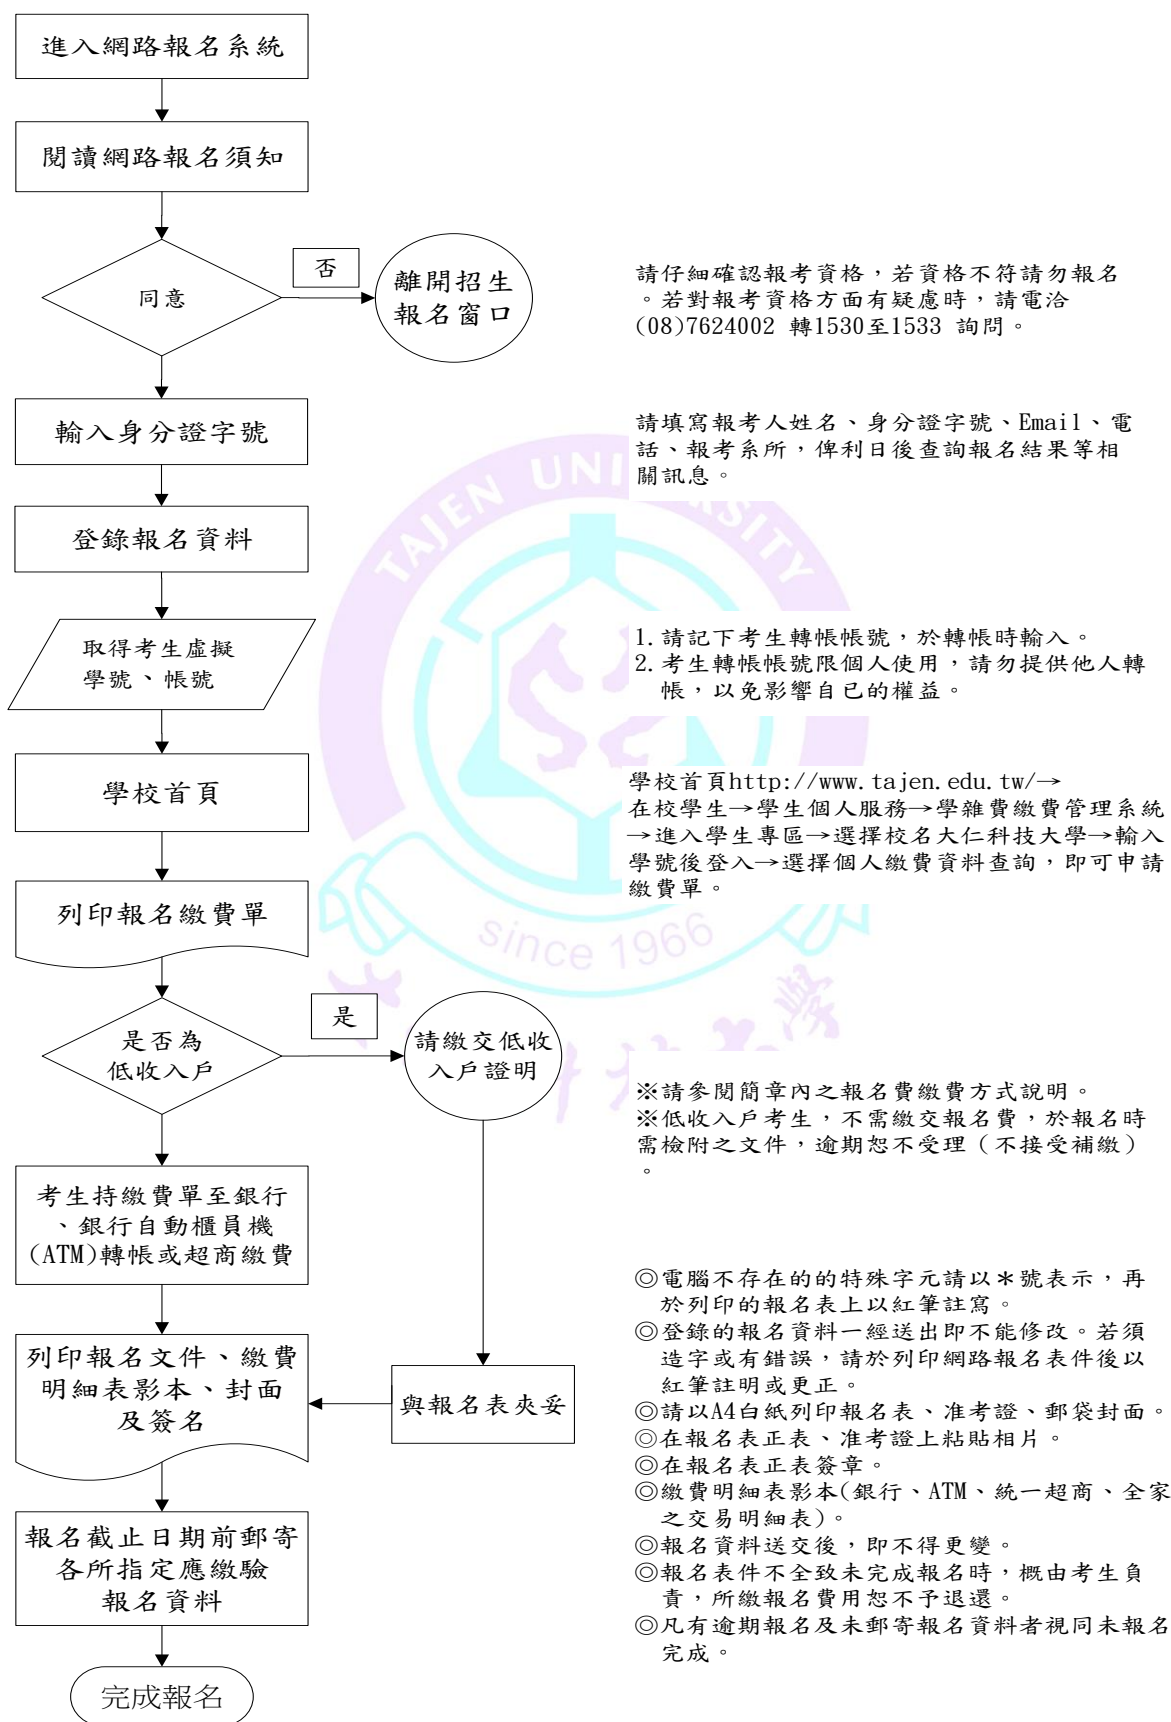 進入網路報名系統
閱讀網路報名須知
同意
否
離開招生
報名窗口
請仔細確認報考資格，若資格不符請勿報名
。若對報考資格方面有疑慮時，請電洽
(08)7624002 轉1530至1533 詢問。
輸入身分證字號
請填寫報考人姓名、身分證字號、Email、電
話、報考系所，俾利日後查詢報名結果等相
關訊息。
登錄報名資料
取得考生虛擬
學號、帳號
1.請記下考生轉帳帳號，於轉帳時輸入。
2.考生轉帳帳號限個人使用，請勿提供他人轉
帳，以免影響自已的權益。
學校首頁
學校首頁http://www.tajen.edu.tw/→
在校學生→學生個人服務→學雜費繳費管理系統
→進入學生專區→選擇校名大仁科技大學→輸入
學號後登入→選擇個人繳費資料查詢，即可申請
繳費單。
列印報名繳費單
是否為
低收入戶
是
請繳交低收
入戶證明
※請參閱簡章內之報名費繳費方式說明。
※低收入戶考生，不需繳交報名費，於報名時
需檢附之文件，逾期恕不受理（不接受補繳）
。
考生持繳費單至銀行
、銀行自動櫃員機
(ATM)轉帳或超商繳費
列印報名文件、繳費
明細表影本、封面
及簽名
與報名表夾妥
◎電腦不存在的的特殊字元請以＊號表示，再
於列印的報名表上以紅筆註寫。
◎登錄的報名資料一經送出即不能修改。若須
造字或有錯誤，請於列印網路報名表件後以
紅筆註明或更正。
◎請以A4白紙列印報名表、准考證、郵袋封面。
◎在報名表正表、准考證上粘貼相片。
◎在報名表正表簽章。
◎繳費明細表影本(銀行、ATM、統一超商、全家
之交易明細表)。
◎報名資料送交後，即不得更變。
◎報名表件不全致未完成報名時，概由考生負
責，所繳報名費用恕不予退還。
◎凡有逾期報名及未郵寄報名資料者視同未報名
完成。
報名截止日期前郵寄
各所指定應繳驗
報名資料
完成報名
TAJEN
since 1966